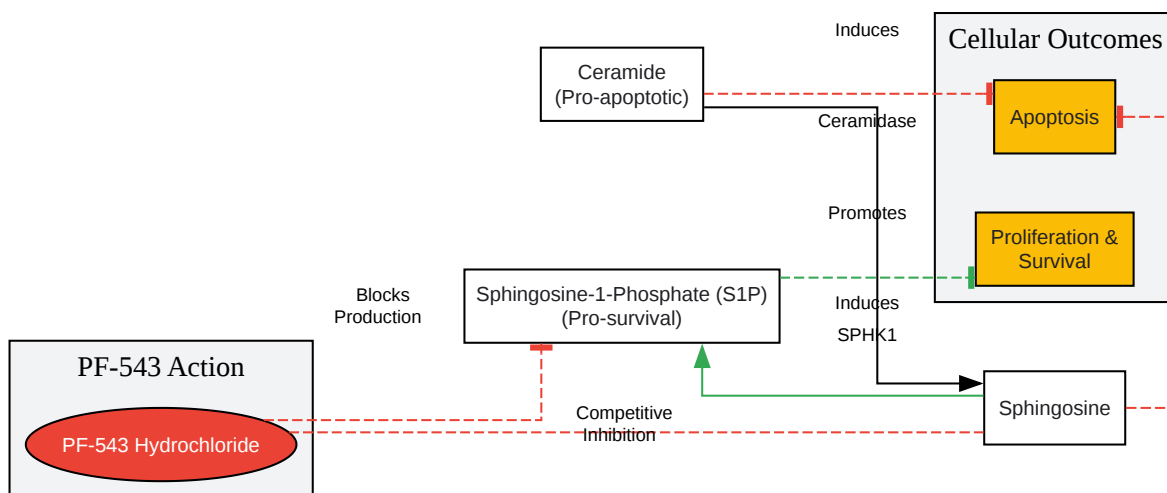 Induces
Cellular Outcomes
Ceramide
(Pro-apoptotic)
Apoptosis
Ceramidase
Promotes
Proliferation &
Survival
Sphingosine-1-Phosphate (S1P)
(Pro-survival)
Blocks
Production
Induces
SPHK1
PF-543 Action
Sphingosine
Competitive
Inhibition
PF-543 Hydrochloride